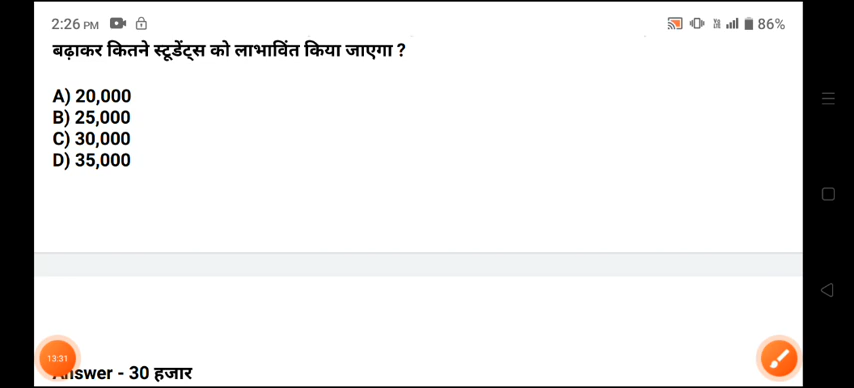 2:26 PM 86%
बढ़ाकर कितने स्टूडेंट्स को लाभाविंत किया जाएगा ?
A) 20,000
B) 25,000
C) 30,000
D) 35,000
13:31
Answer - 30 हजार